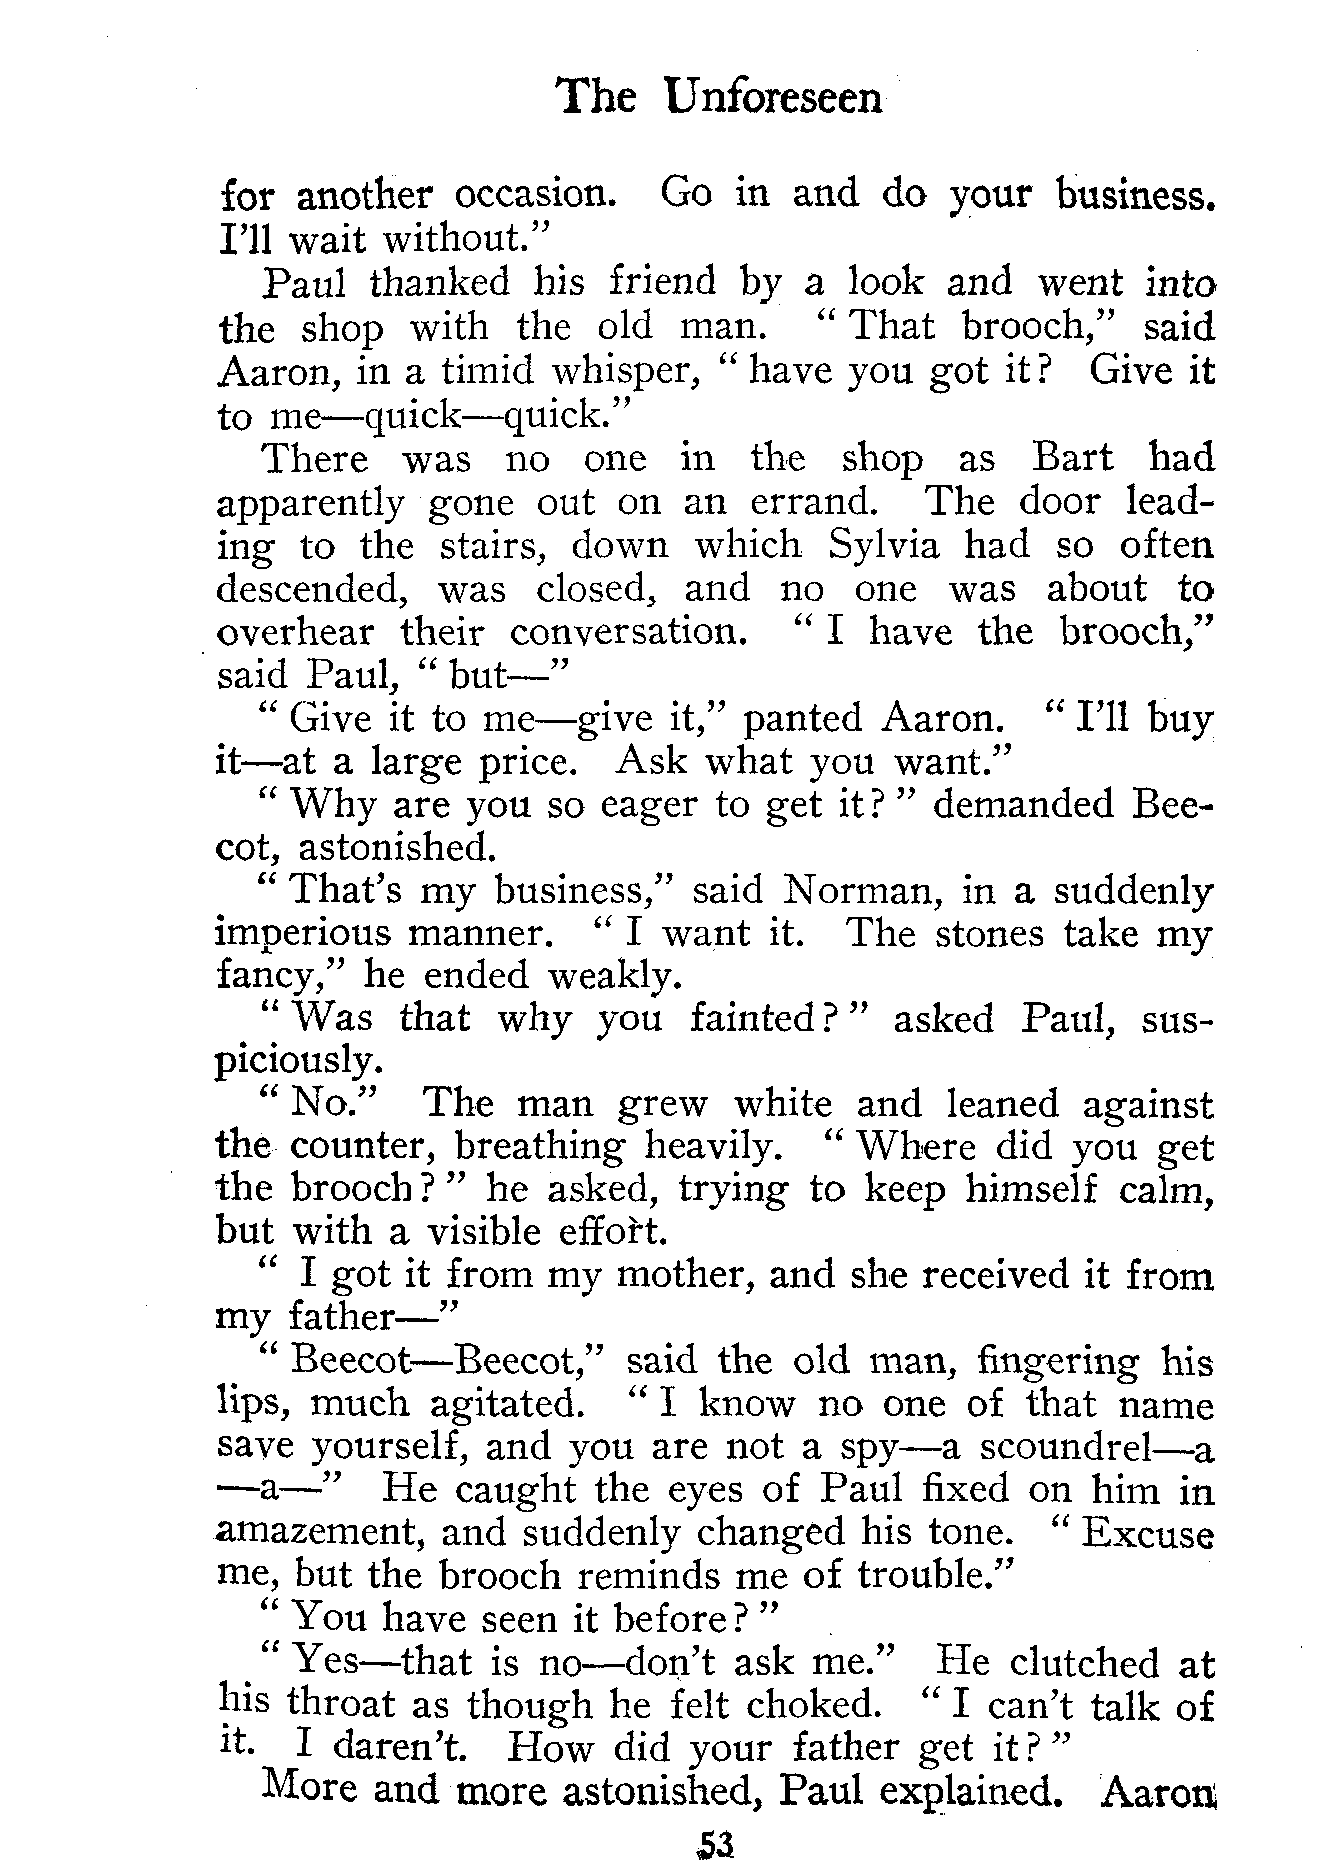 The Unforeseen
for another occasion. Go in and do your business.
I'll wait without."
Paul thanked his friend by a look and went into
the shop with the old man. " That brooch," said
Aaron, in a timid whisper, " have you got it? Give it
to me—quick—quick."
There was no one in the shop as Bart had
apparently gone out on an errand. The door lead-
ing to the stairs, down which Sylvia had so often
descended, was closed, and no one was about to
overhear their conversation. " I have the brooch,"
said Paul, " but—"
" Give it to me—give it," panted Aaron. " I'll buy
it—at a large price. Ask what you want."
" Why are you so eager to get it? " demanded Bee-
cot, astonished.
" That's my business," said Norman, in a suddenly
imperious manner. " I want it. The stones take my
fancy," he ended weakly.
" Was that why you fainted? " asked Paul, sus-
piciously.
" No." The man grew white and leaned against
the counter, breathing heavily. " Where did you get
the brooch? " he asked, trying to keep himself calm,
but with a visible effort.
" I got it from my mother, and she received it from
my father—"
" Beecot—Beecot," said the old man, fingering his
lips, much agitated. " I know no one of that name
save yourself, and you are not a spy—a scoundrel—a
—a—" He caught the eyes of Paul fixed on him in
amazement, and suddenly changed his tone. " Excuse
me, but the brooch reminds me of trouble."
" You have seen it before? "
" Yes—that is no—don't ask me." He clutched at
his throat as though he felt choked. " I can't talk of
it. I daren't. How did your father get it? "
More and more astonished, Paul explained. Aaron
53